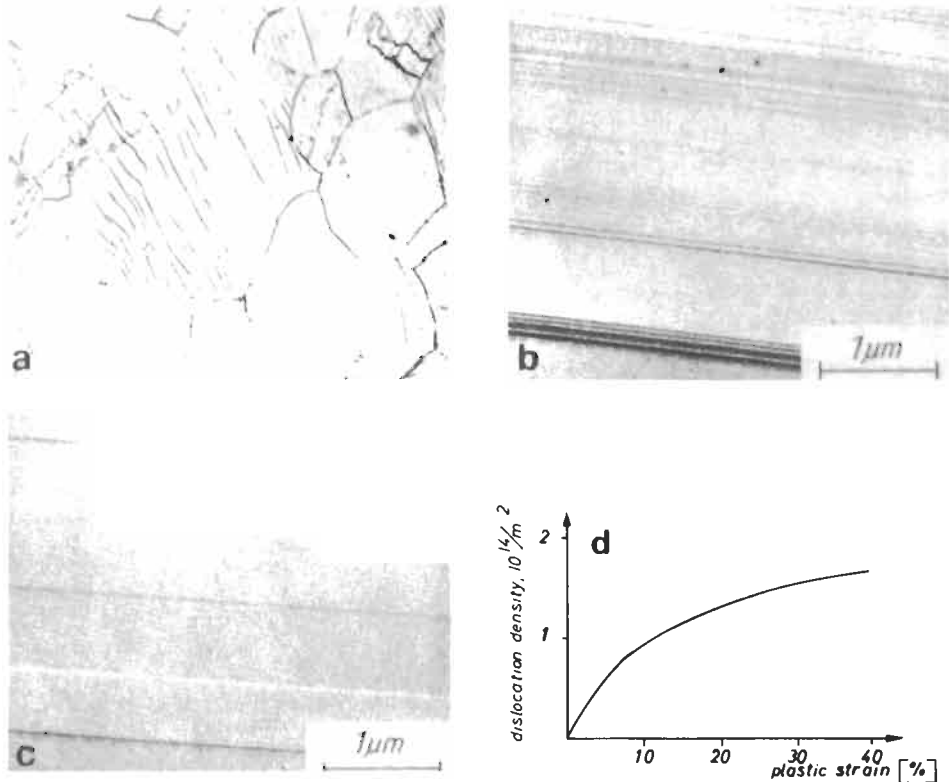 a
b
1μm
c
1μm
d
dislocation density, 10^14/m^2
2
1
10
20
30
40
plastic strain [%]